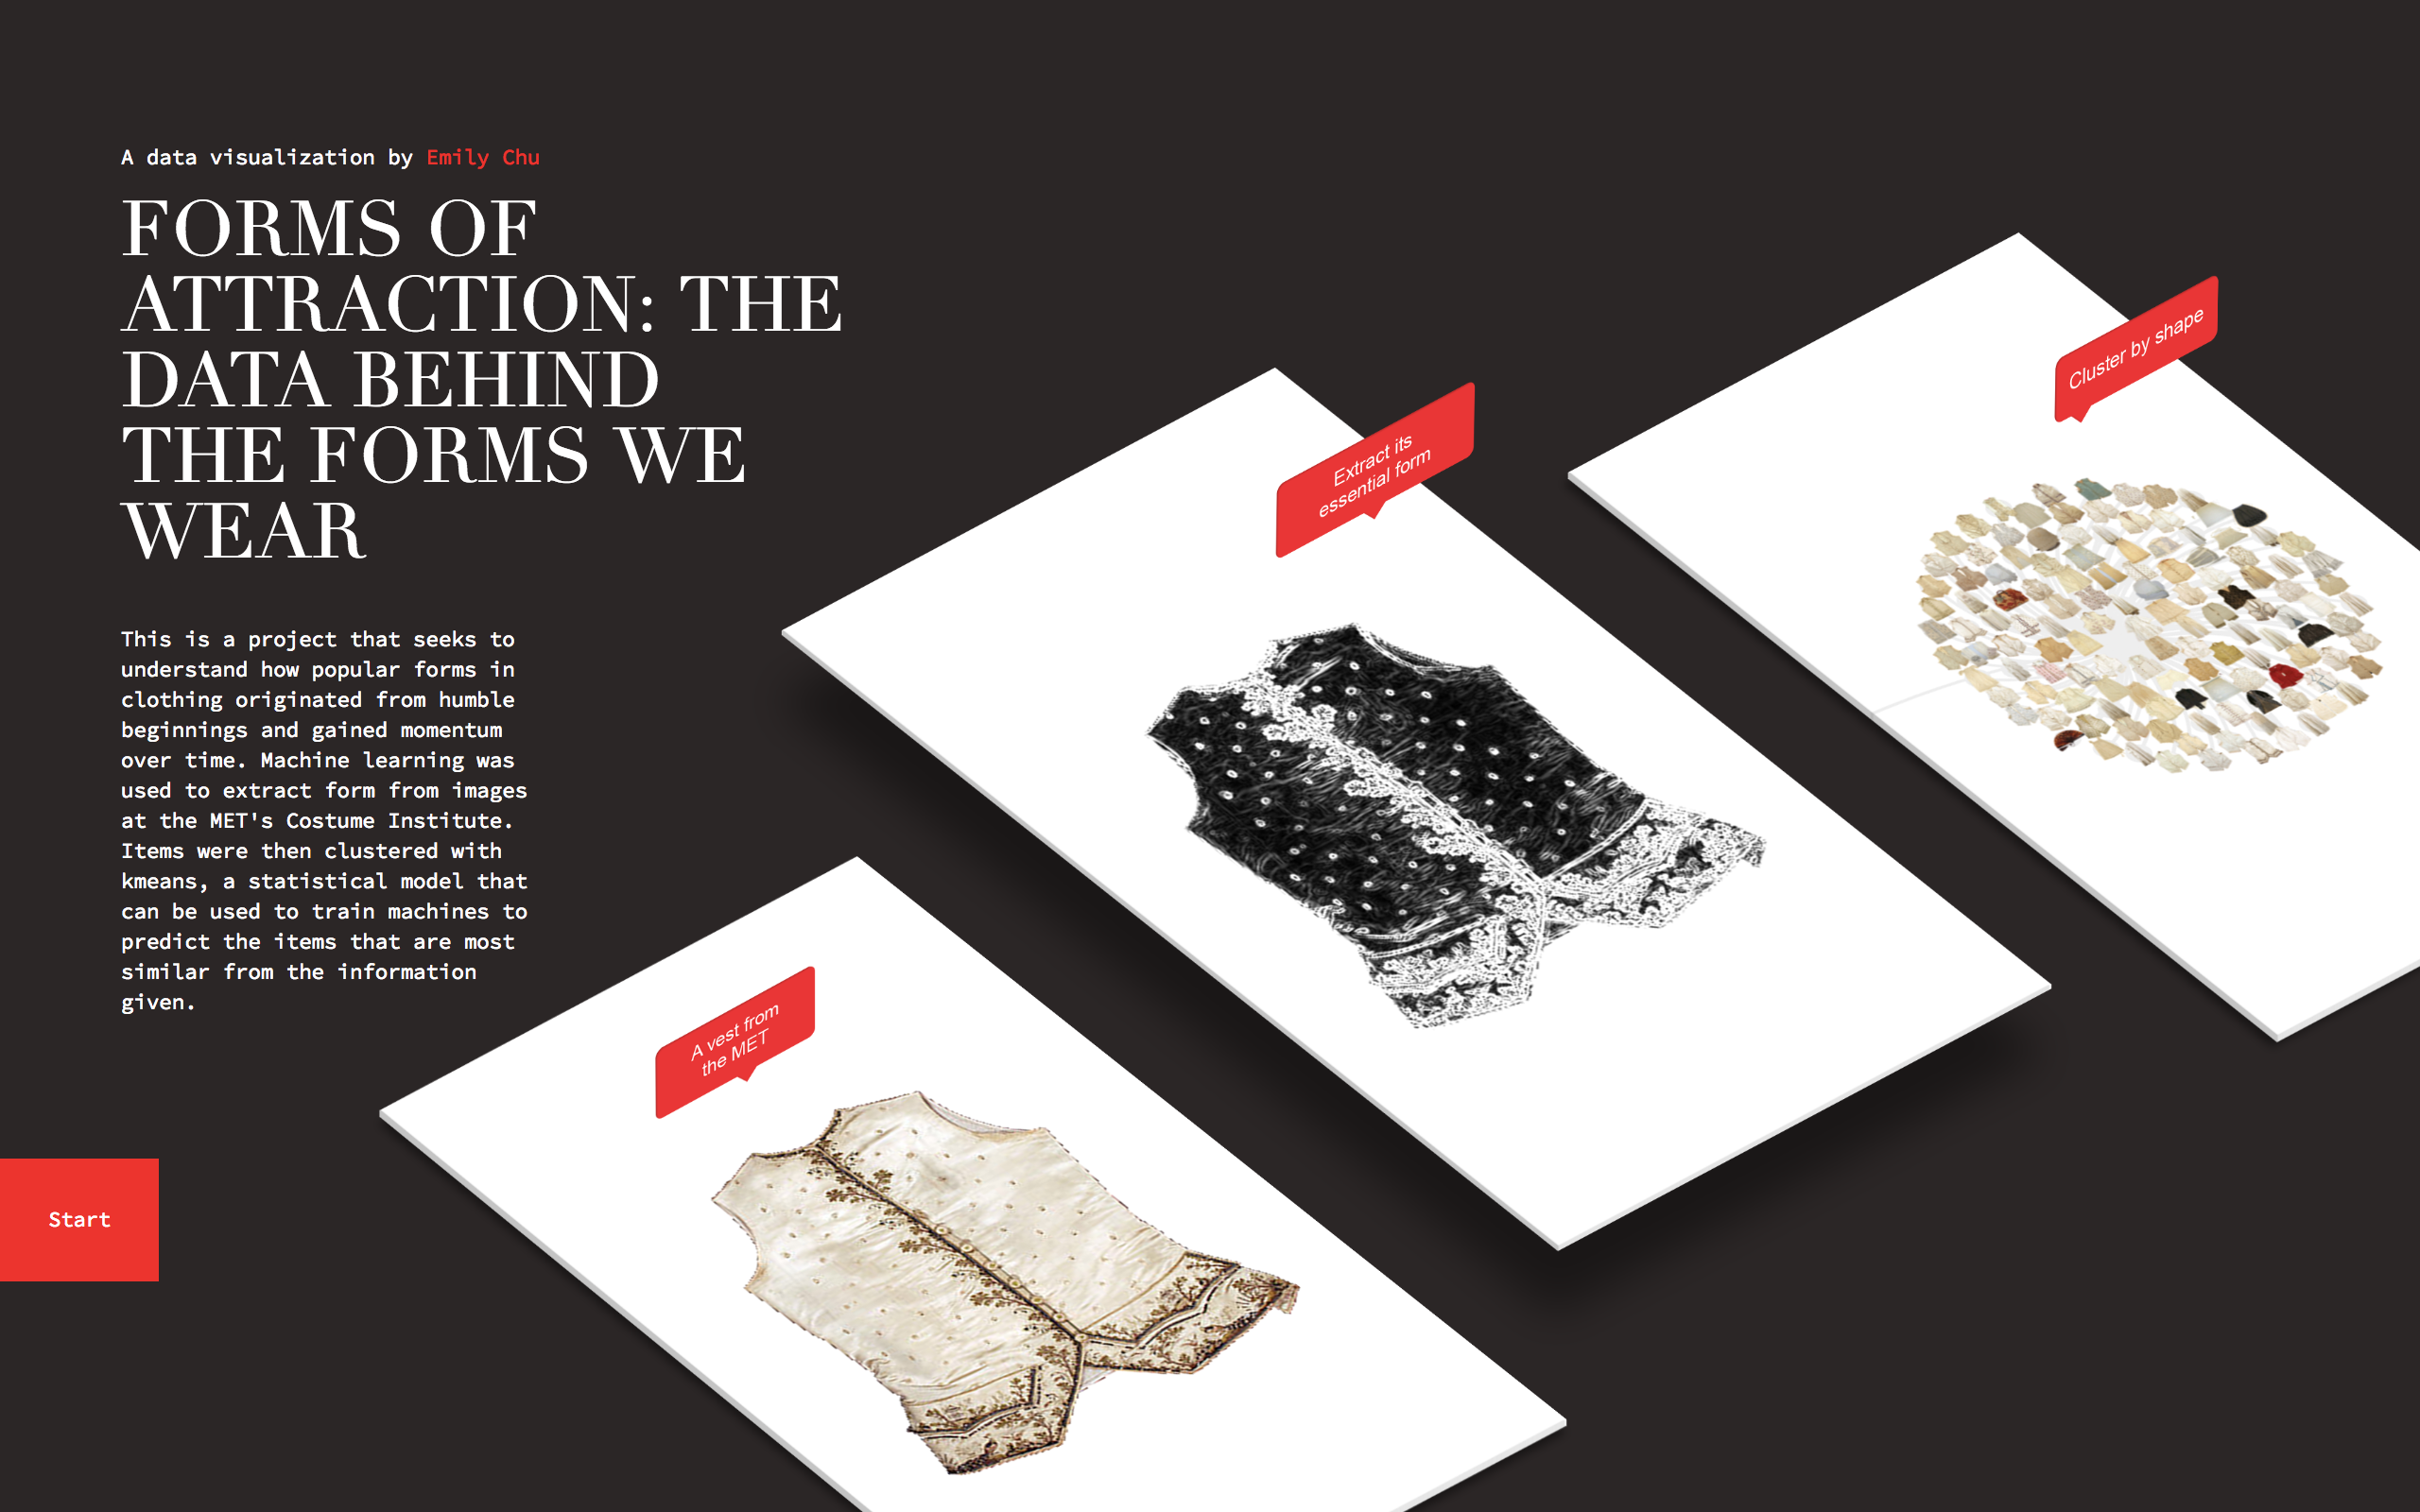 A data visualization by Emily Chu
FORMS OF
ATTRACTION: THE
DATA BEHIND
THE FORMS WE
WEAR
This is a project that seeks to
understand how popular forms in
clothing originated from humble
beginnings and gained momentum
over time. Machine learning was
used to extract form from images
at the MET's Costume Institute.
Items were then clustered with
kmeans, a statistical model that
can be used to train machines to
predict the items that are most
similar from the information
given.
Start
A vest from
the MET
Extract its
essential form
Cluster by shape